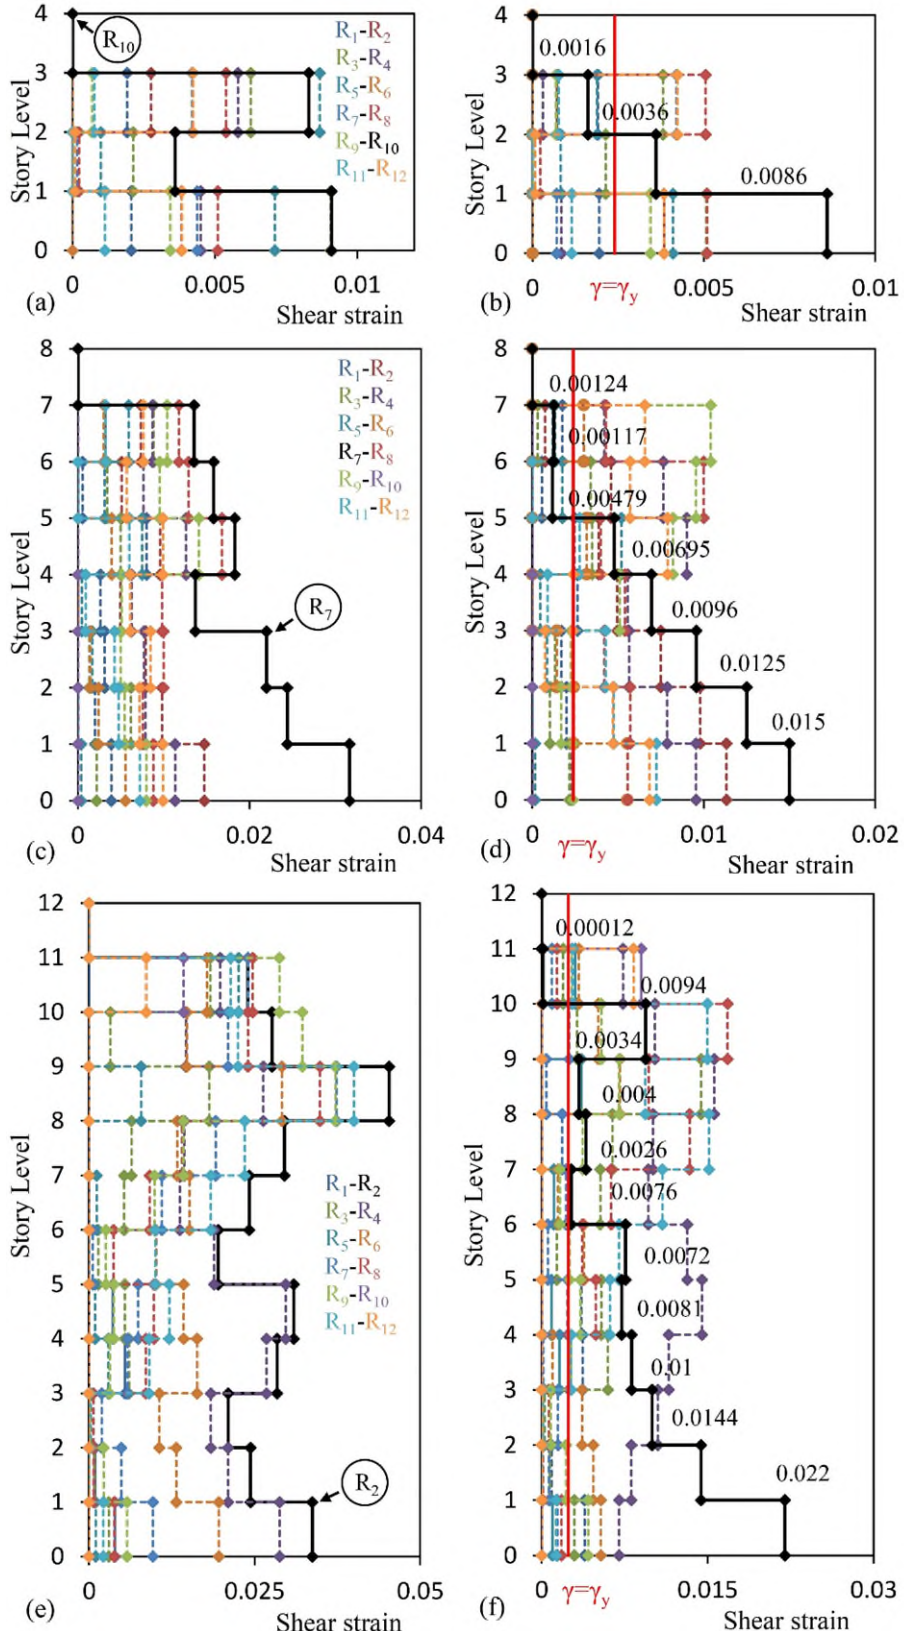 4
3
2
1
0
Story Level
R10
R1-R2
R3-R4
R5-R6
R7-R8
R9-R10
R11-R12
0 0.005 0.01
(a)
Shear strain
4
3
2
1
0
Story Level
0.0016
0.0036
0.0086
0 0.005 0.01
γ=γy
(b)
Shear strain
8
7
6
5
4
3
2
1
0
Story Level
R1-R2
R3-R4
R5-R6
R7-R8
R9-R10
R11-R12
R7
0 0.02 0.04
(c)
Shear strain
8
7
6
5
4
3
2
1
0
Story Level
0.00124
0.00117
0.00479
0.00695
0.0096
0.0125
0.015
0 0.01 0.02
γ=γy
(d)
Shear strain
12
11
10
9
8
7
6
5
4
3
2
1
0
Story Level
R1-R2
R3-R4
R5-R6
R7-R8
R9-R10
R11-R12
R2
0 0.025 0.05
(e)
Shear strain
12
11
10
9
8
7
6
5
4
3
2
1
0
Story Level
0.00012
0.0094
0.0034
0.004
0.0026
0.0076
0.0072
0.0081
0.01
0.0144
0.022
0 0.015 0.03
γ=γy
(f)
Shear strain